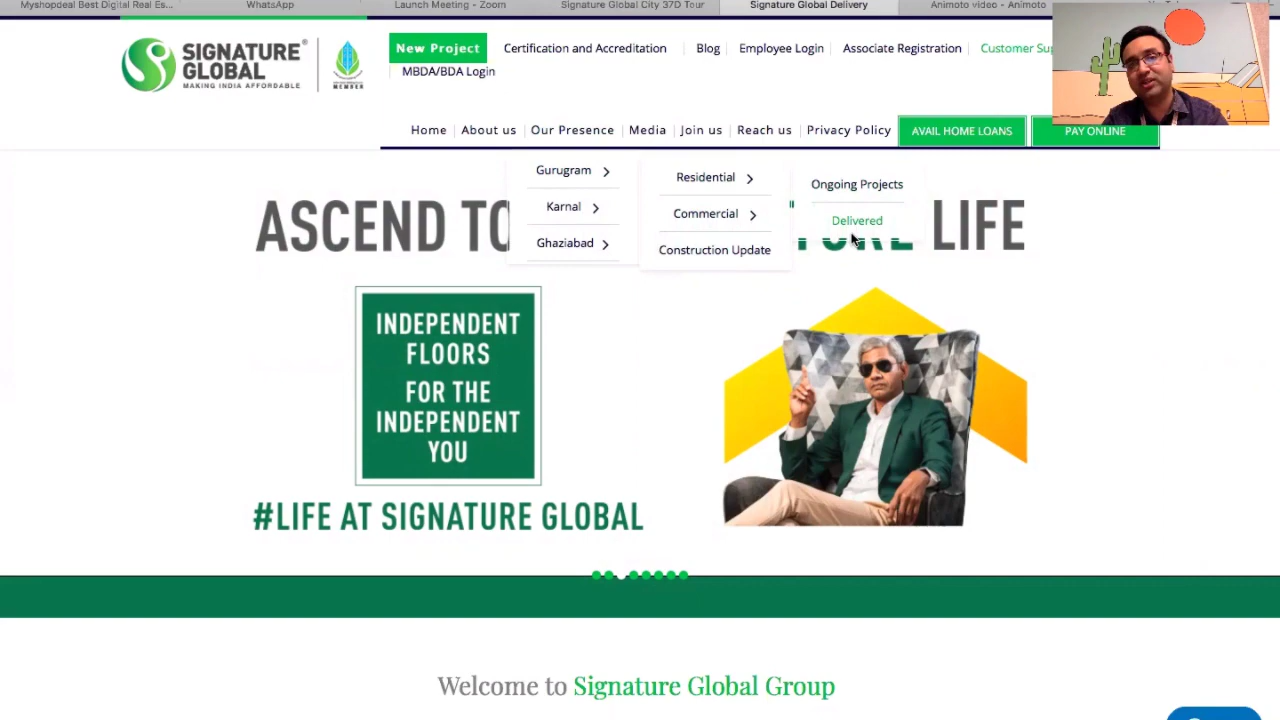 Myshopdeal Best Digital Real Es...
WhatsApp
Launch Meeting - Zoom
Signature Global City 37D Tour
Signature Global Delivery
Animoto video - Animoto
SIGNATURE
GLOBAL
MAKING INDIA AFFORDABLE
MEMBER
New Project
Certification and Accreditation
Blog
Employee Login
Associate Registration
Customer Sup
MBDA/BDA Login
Home
About us
Our Presence
Media
Join us
Reach us
Privacy Policy
AVAIL HOME LOANS
PAY ONLINE
Gurugram
Karnal
Ghaziabad
Residential
Commercial
Construction Update
Ongoing Projects
Delivered
ASCEND TO LIFE
INDEPENDENT
FLOORS
FOR THE
INDEPENDENT
YOU
#LIFE AT SIGNATURE GLOBAL
Welcome to Signature Global Group